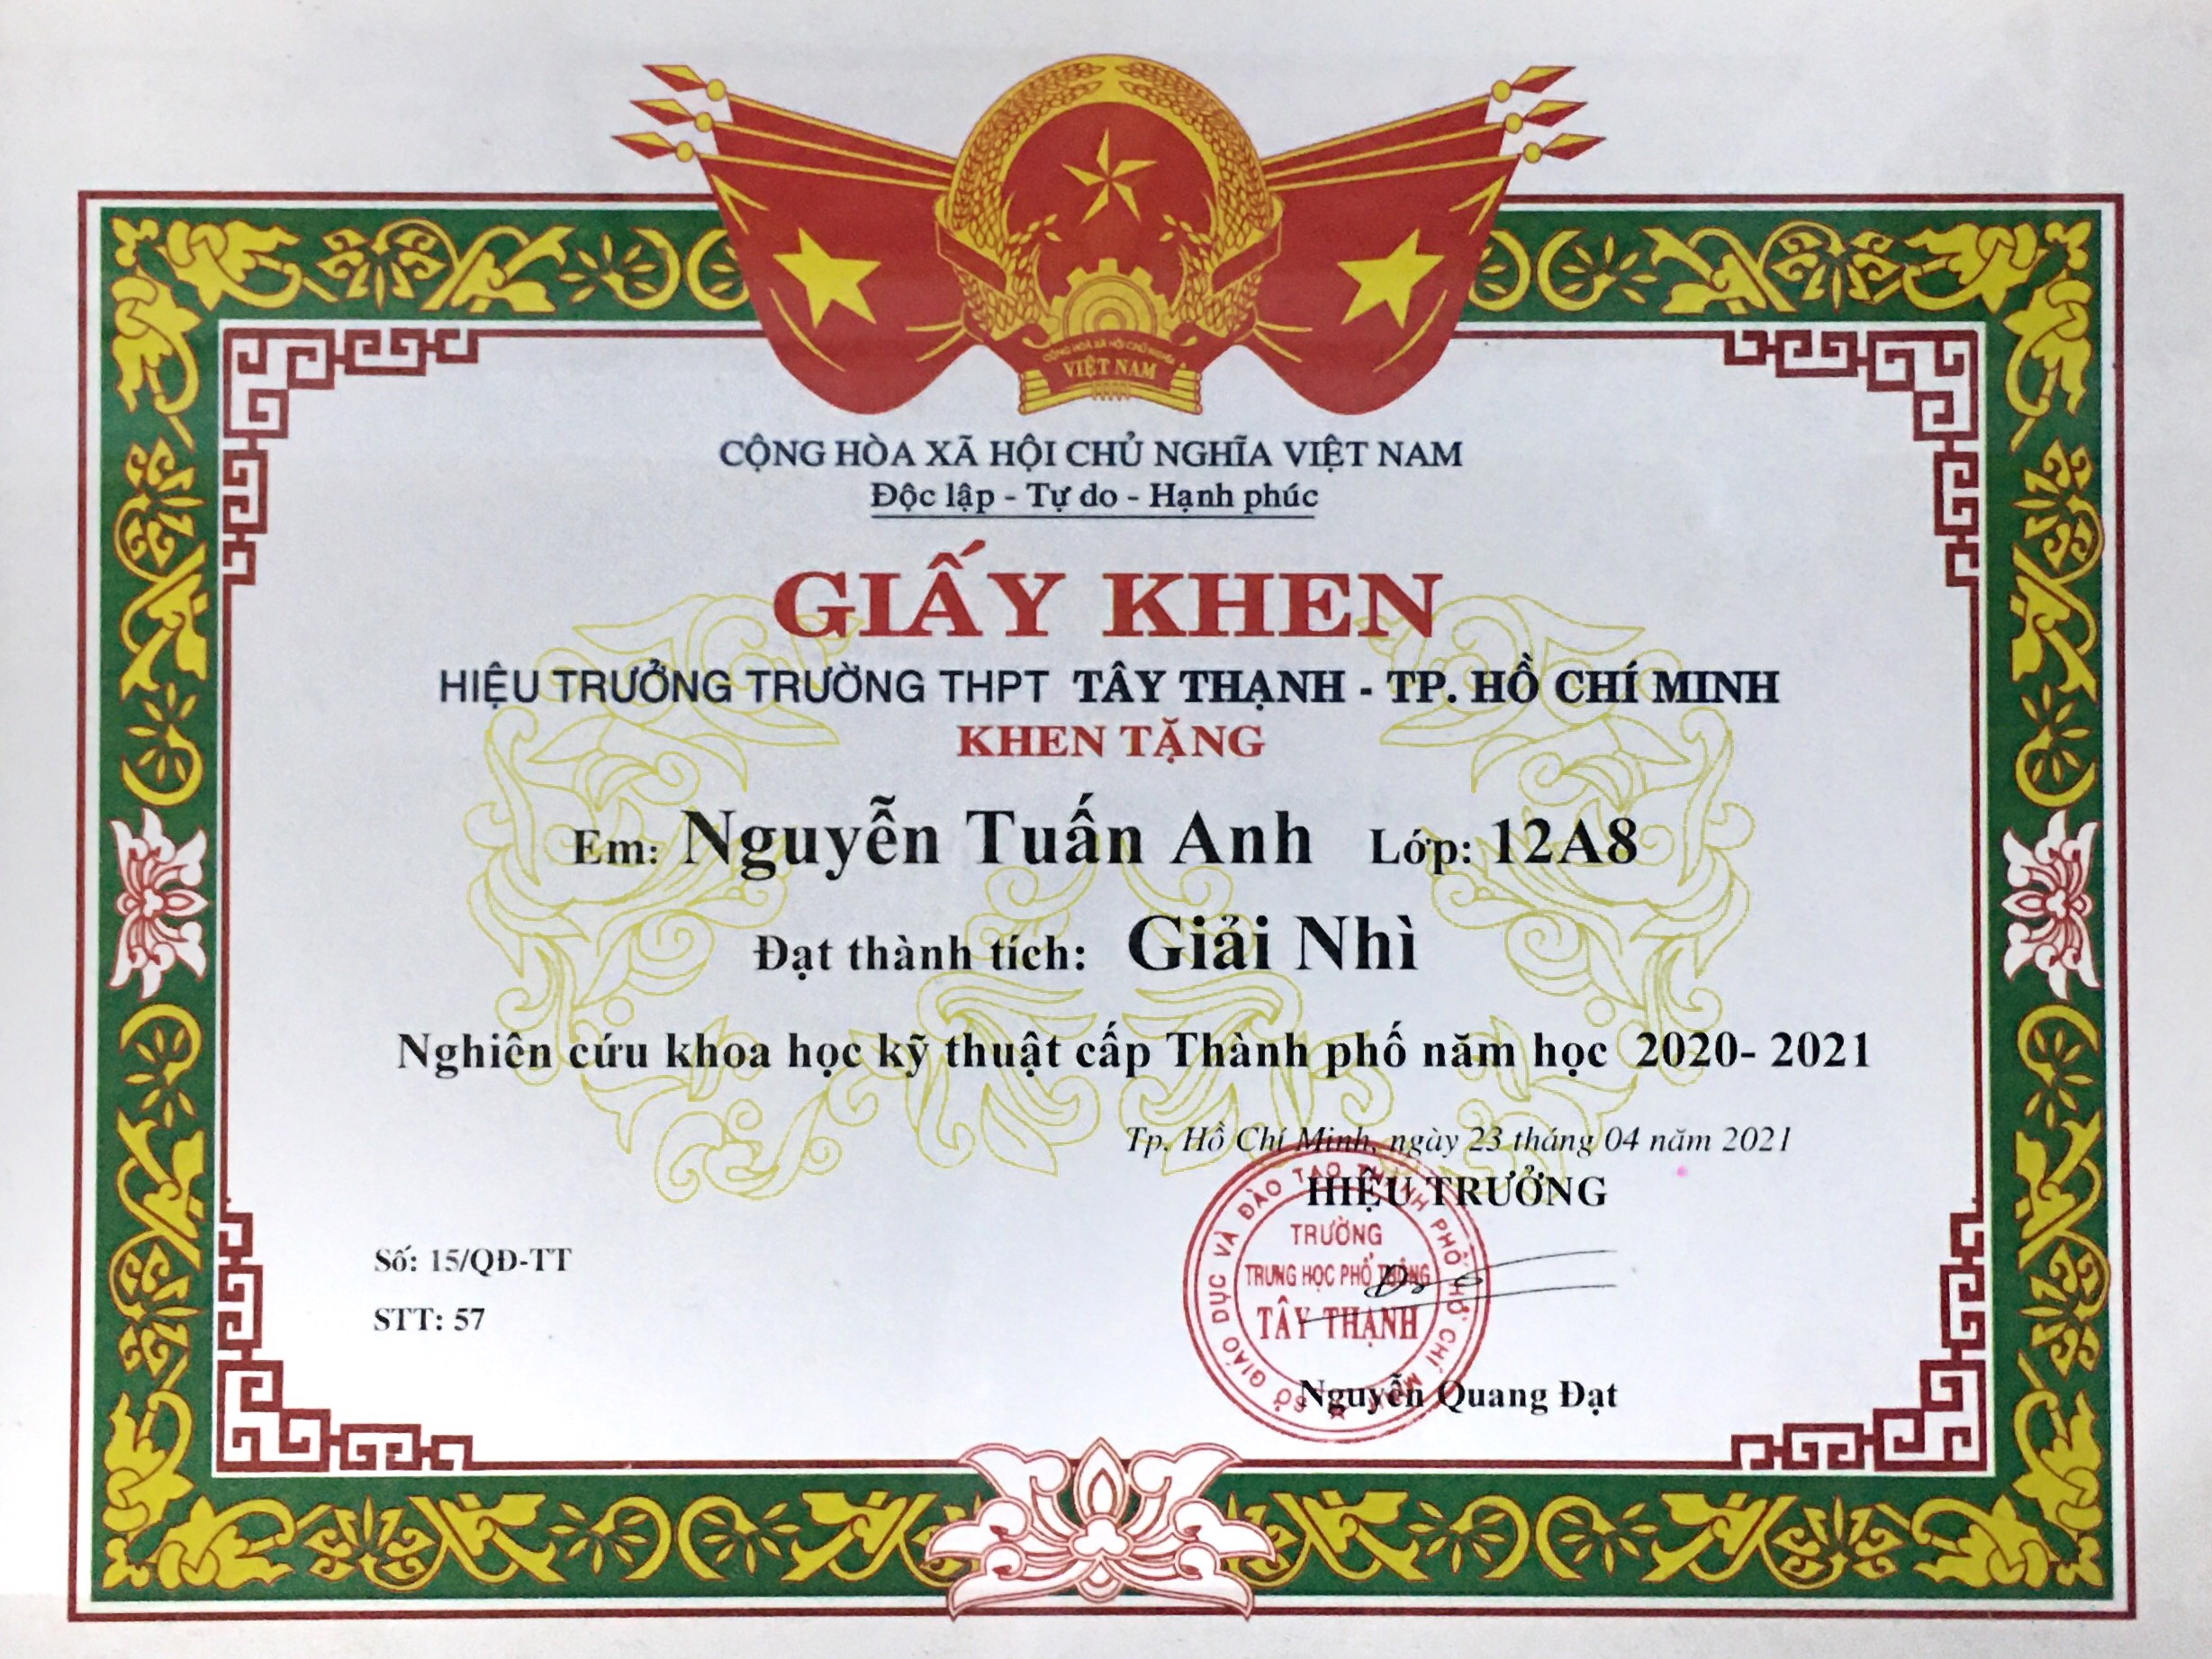 CỘNG HOÀ XÃ HỘI CHỦ NGHĨA
VIỆT NAM
CỘNG HÒA XÃ HỘI CHỦ NGHĨA VIỆT NAM
Độc lập - Tự do - Hạnh phúc
GIẤY KHEN
HIỆU TRƯỞNG TRƯỜNG THPT TÂY THẠNH - TP. HỒ CHÍ MINH
KHEN TẶNG
Em: Nguyễn Tuấn Anh Lớp: 12A8
Đạt thành tích: Giải Nhì
Nghiên cứu khoa học kỹ thuật cấp Thành phố năm học 2020- 2021
Tp. Hồ Chí Minh, ngày 23 tháng 04 năm 2021
HIỆU TRƯỞNG
SỞ GIÁO DỤC VÀ ĐÀO TẠO THÀNH PHỐ HỒ CHÍ MINH
TRƯỜNG
TRUNG HỌC PHỔ THÔNG
TÂY THẠNH
Số: 15/QĐ-TT
STT: 57
Nguyễn Quang Đạt